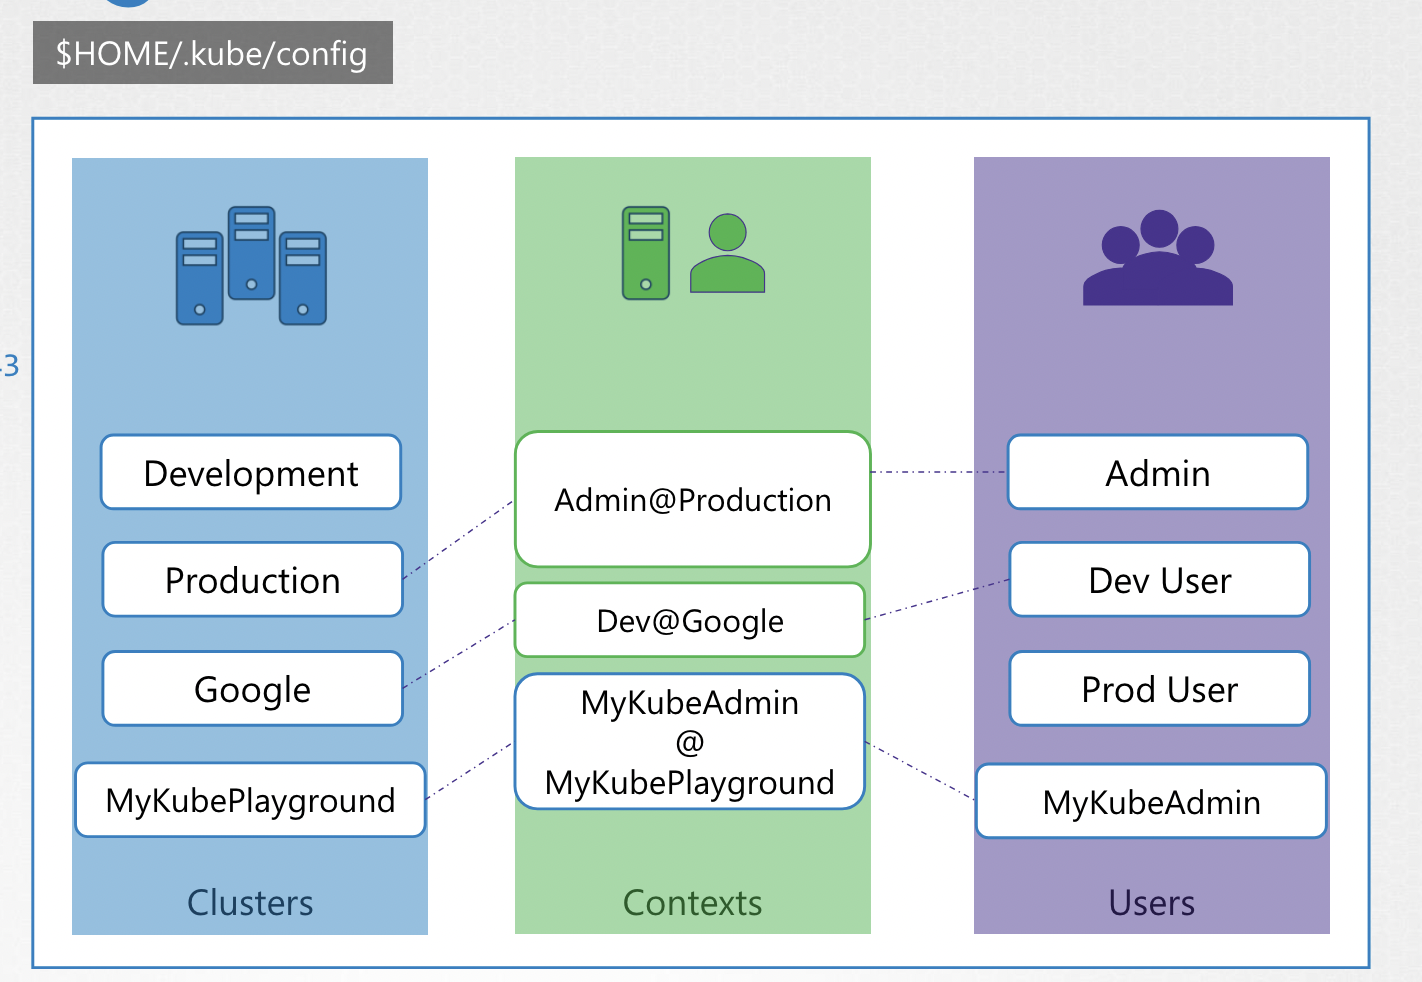 $HOME/.kube/config
3
Development
Production
Google
MyKubePlayground
Clusters
Admin@Production
Dev@Google
MyKubeAdmin
@
MyKubePlayground
Contexts
Admin
Dev User
Prod User
MyKubeAdmin
Users